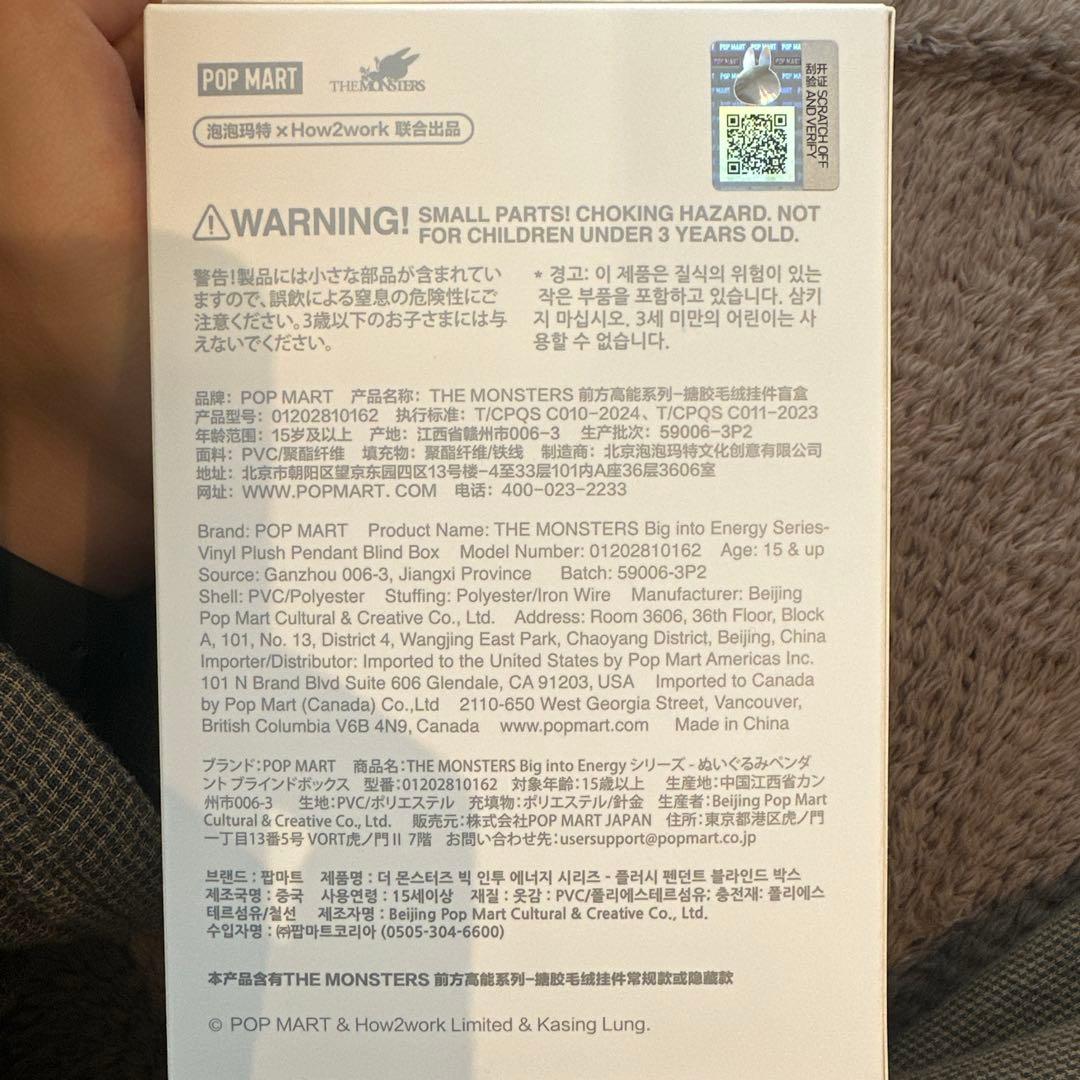 POP MART
THE MONSTERS
泡泡玛特×How2work 联合出品
POP MART POP MART POP MA
开盒 SCRATCH OFF
刮验 AND VERIFY
WARNING! SMALL PARTS! CHOKING HAZARD. NOT
FOR CHILDREN UNDER 3 YEARS OLD.
警告!製品には小さな部品が含まれてい
ますので、誤飲による窒息の危険性にご
注意ください。3歳以下のお子さまには与
えないでください。
* 경고: 이 제품은 질식의 위험이 있는
작은 부품을 포함하고 있습니다. 삼키
지 마십시오. 3세 미만의 어린이는 사
용할 수 없습니다.
品牌: POP MART 产品名称: THE MONSTERS 前方高能系列-搪胶毛绒挂件盲盒
产品型号: 01202810162 执行标准: T/CPQS C010-2024、T/CPQS C011-2023
年龄范围: 15岁及以上 产地: 江西省赣州市006-3 生产批次: 59006-3P2
面料: PVC/聚酯纤维 填充物: 聚酯纤维/铁线 制造商: 北京泡泡玛特文化创意有限公司
地址: 北京市朝阳区望京东园四区13号楼-4至33层101内A座36层3606室
网址: WWW.POPMART. COM 电话: 400-023-2233
Brand: POP MART Product Name: THE MONSTERS Big into Energy Series-
Vinyl Plush Pendant Blind Box Model Number: 01202810162 Age: 15 & up
Source: Ganzhou 006-3, Jiangxi Province Batch: 59006-3P2
Shell: PVC/Polyester Stuffing: Polyester/Iron Wire Manufacturer: Beijing
Pop Mart Cultural & Creative Co., Ltd. Address: Room 3606, 36th Floor, Block
A, 101, No. 13, District 4, Wangjing East Park, Chaoyang District, Beijing, China
Importer/Distributor: Imported to the United States by Pop Mart Americas Inc.
101 N Brand Blvd Suite 606 Glendale, CA 91203, USA Imported to Canada
by Pop Mart (Canada) Co.,Ltd 2110-650 West Georgia Street, Vancouver,
British Columbia V6B 4N9, Canada www.popmart.com Made in China
ブランド:POP MART 商品名:THE MONSTERS Big into Energy シリーズ - ぬいぐるみペンダ
ント ブラインドボックス 型番:01202810162 対象年齢:15歳以上 生産地:中国江西省カン
州市006-3 生地:PVC/ポリエステル 充填物:ポリエステル/針金 生産者:Beijing Pop Mart
Cultural & Creative Co., Ltd. 販売元:株式会社POP MART JAPAN 住所:東京都港区虎ノ門
一丁目13番5号 VORT虎ノ門Ⅱ 7階 お問い合わせ先:usersupport@popmart.co.jp
브랜드 : 팝마트 제품명 : 더 몬스터즈 빅 인투 에너지 시리즈 - 플러시 펜던트 블라인드 박스
제조국명 : 중국 사용연령 : 15세이상 재질 : 옷감 : PVC/폴리에스테르섬유; 충전재: 폴리에스
테르섬유/철선 제조자명 : Beijing Pop Mart Cultural & Creative Co., Ltd.
수입자명 : ㈜팝마트코리아 (0505-304-6600)
本产品含有THE MONSTERS 前方高能系列-搪胶毛绒挂件常规款或隐藏款
© POP MART & How2work Limited & Kasing Lung.